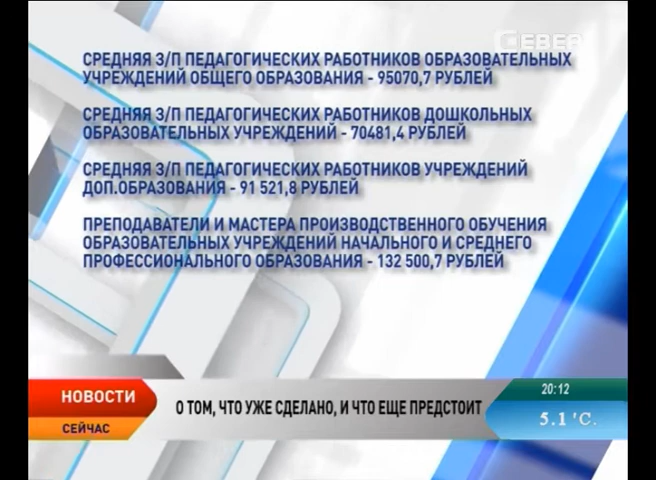 СЕВЕР
СРЕДНЯЯ З/П ПЕДАГОГИЧЕСКИХ РАБОТНИКОВ ОБРАЗОВАТЕЛЬНЫХ
УЧРЕЖДЕНИЙ ОБЩЕГО ОБРАЗОВАНИЯ - 95070,7 РУБЛЕЙ
СРЕДНЯЯ З/П ПЕДАГОГИЧЕСКИХ РАБОТНИКОВ ДОШКОЛЬНЫХ
ОБРАЗОВАТЕЛЬНЫХ УЧРЕЖДЕНИЙ - 70481,4 РУБЛЕЙ
СРЕДНЯЯ З/П ПЕДАГОГИЧЕСКИХ РАБОТНИКОВ УЧРЕЖДЕНИЙ
ДОП.ОБРАЗОВАНИЯ - 91 521,8 РУБЛЕЙ
ПРЕПОДАВАТЕЛИ И МАСТЕРА ПРОИЗВОДСТВЕННОГО ОБУЧЕНИЯ
ОБРАЗОВАТЕЛЬНЫХ УЧРЕЖДЕНИЙ НАЧАЛЬНОГО И СРЕДНЕГО
ПРОФЕССИОНАЛЬНОГО ОБРАЗОВАНИЯ - 132 500,7 РУБЛЕЙ
НОВОСТИ
СЕЙЧАС
О ТОМ, ЧТО УЖЕ СДЕЛАНО, И ЧТО ЕЩЕ ПРЕДСТОИТ
20:12
5.1 'C.